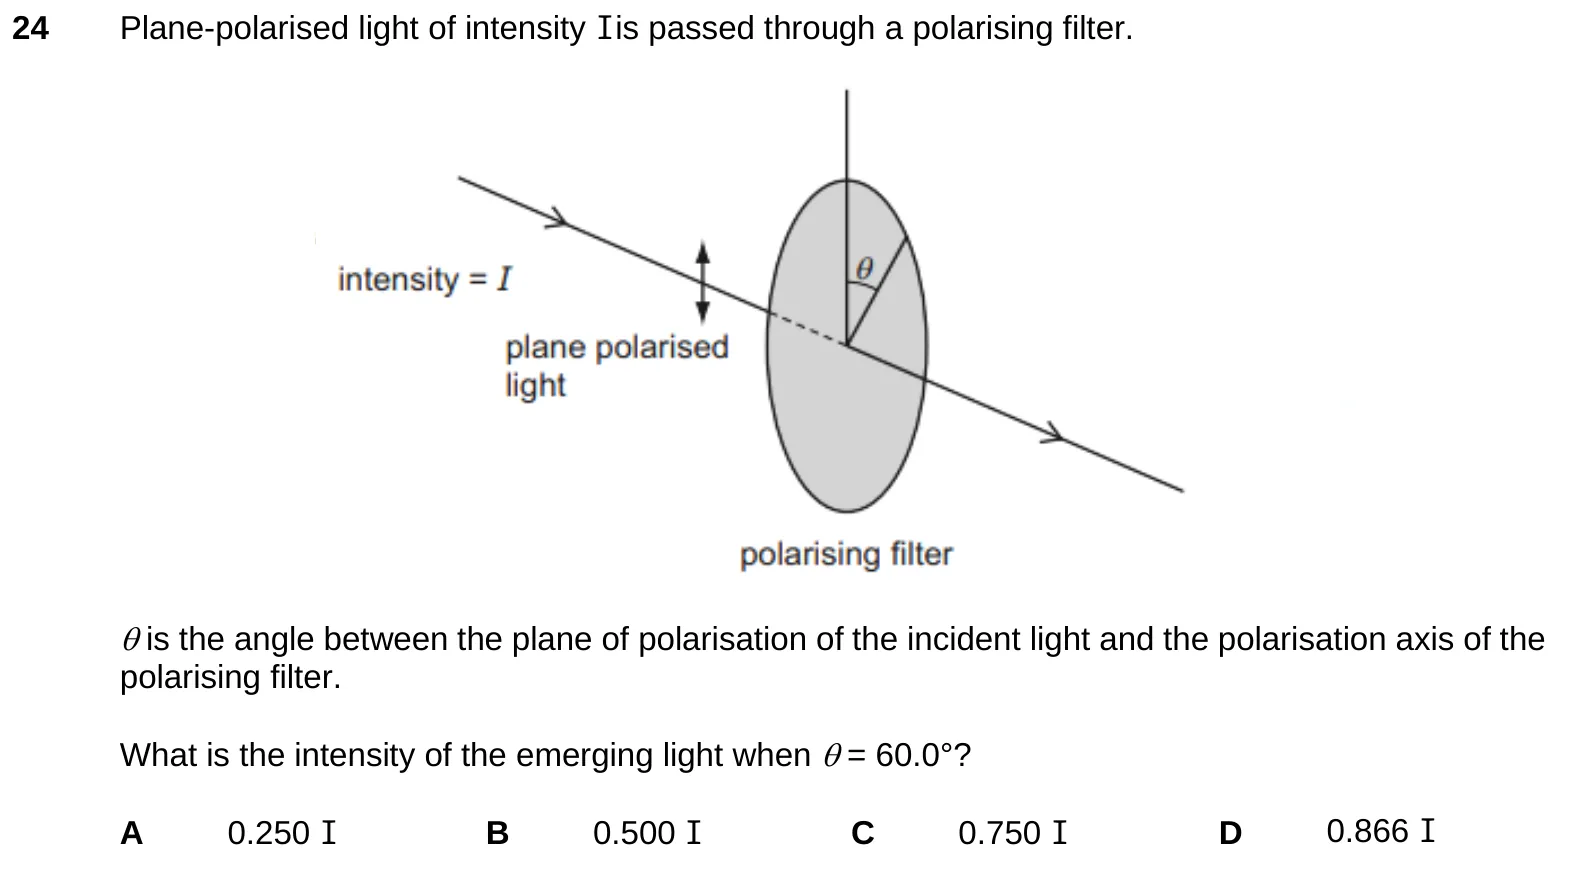 24 Plane-polarised light of intensity I is passed through a polarising filter.
θ
intensity = I
plane polarised
light
polarising filter
θ is the angle between the plane of polarisation of the incident light and the polarisation axis of the
polarising filter.
What is the intensity of the emerging light when θ = 60.0°?
A 0.250 I B 0.500 I C 0.750 I D 0.866 I